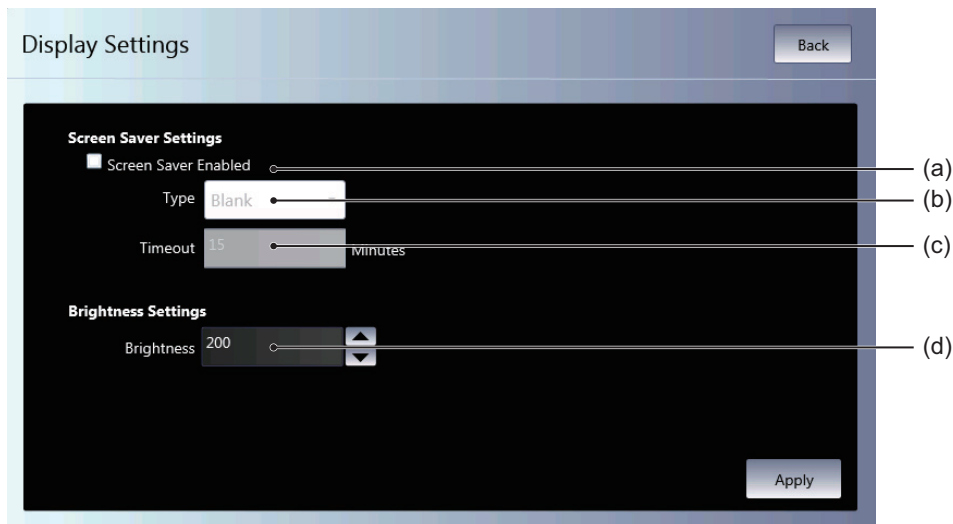 Display Settings
Back
Screen Saver Settings
Screen Saver Enabled
(a)
Type Blank
(b)
Timeout 15 Minutes
(c)
Brightness Settings
Brightness 200
(d)
Apply